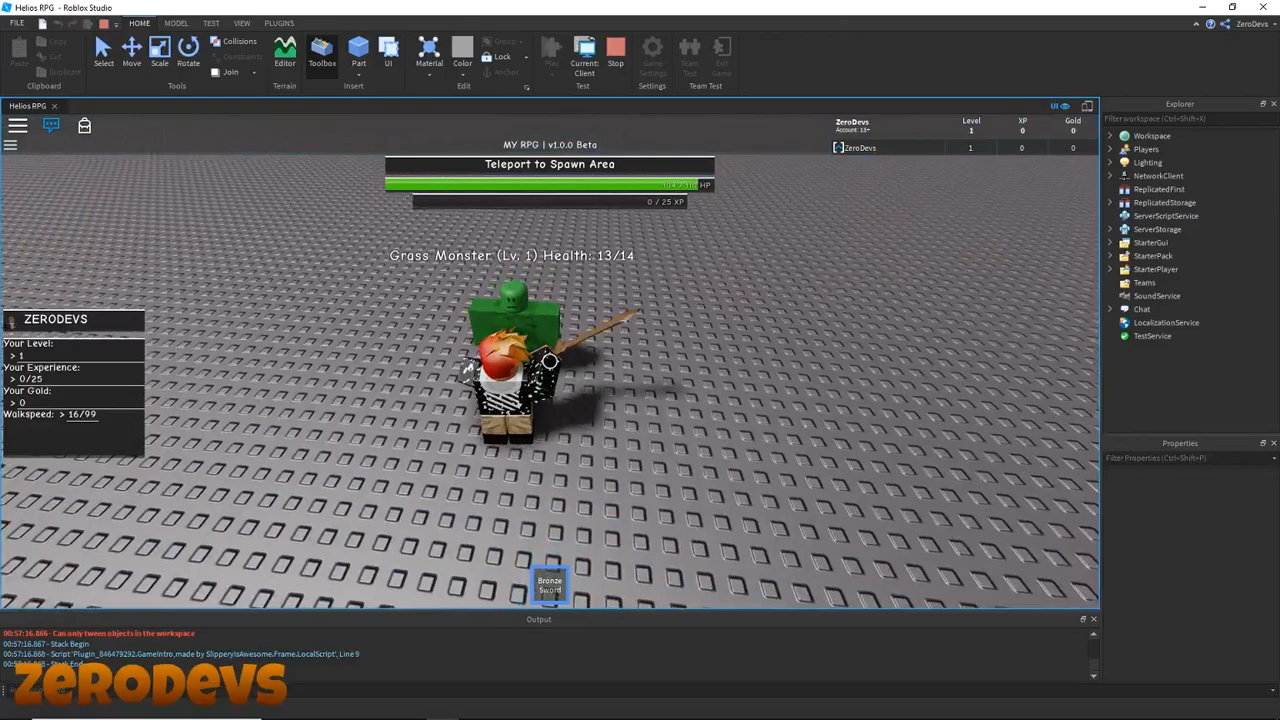 Helios RPG - Roblox Studio
FILE HOME MODEL TEST VIEW PLUGINS ZeroDevs
Paste Copy Cut Duplicate Select Move Scale Rotate Collisions Constraints Join Editor Toolbox Part UI Material Color Group Lock Anchor Play Current: Client Stop Game Settings Team Test Exit Game
Clipboard Tools Terrain Insert Edit Test Settings Team Test
Helios RPG
UI
ZeroDevs
Account: 13+
Level
1
XP
0
Gold
0
ZeroDevs 1 0 0
MY RPG | v1.0.0 Beta
Teleport to Spawn Area
HP
0 / 25 XP
Grass Monster (Lv. 1) Health: 13/14
ZERODEVS
Your Level:
> 1
Your Experience:
> 0/25
Your Gold:
> 0
Walkspeed: > 16/99
Bronze
Sword
Explorer
Filter workspace (Ctrl+Shift+X)
Workspace
Players
Lighting
NetworkClient
ReplicatedFirst
ReplicatedStorage
ServerScriptService
ServerStorage
StarterGui
StarterPack
StarterPlayer
Teams
SoundService
Chat
LocalizationService
TestService
Properties
Filter Properties (Ctrl+Shift+P)
Output
00:57:16.866 - Can only tween objects in the workspace
00:57:16.867 - Stack Begin
00:57:16.868 - Script 'Plugin_846479292.GameIntro,made by SlipperyIsAwesome.Frame.LocalScript', Line 9
Stack End
ZeroDevs